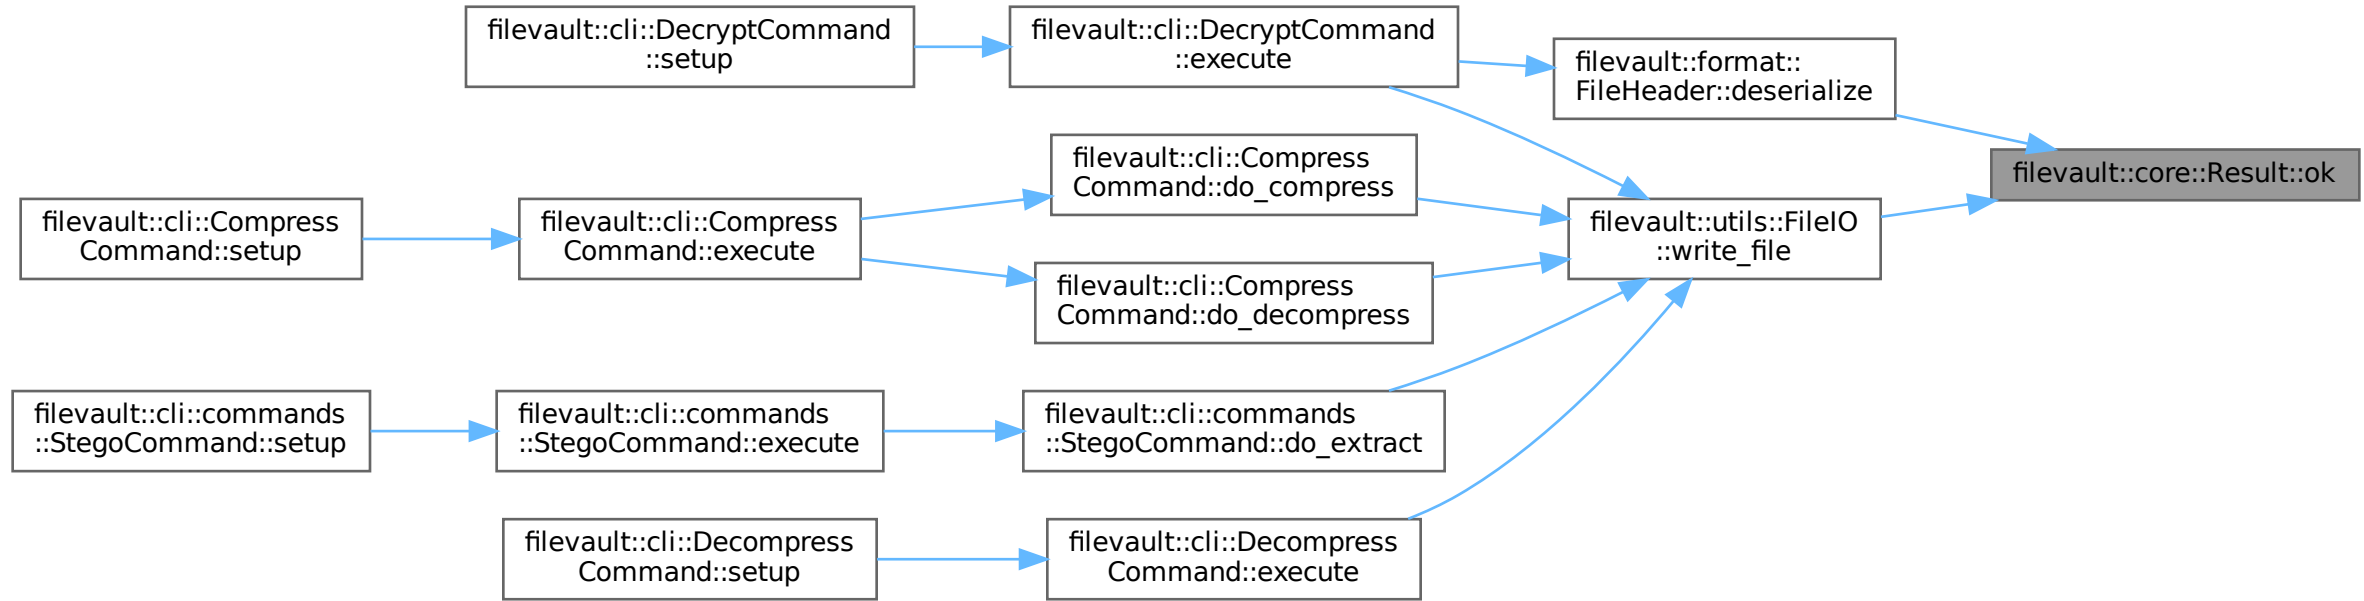 filevault::cli::DecryptCommand
::setup
filevault::cli::DecryptCommand
::execute
filevault::format::
FileHeader::deserialize
filevault::core::Result::ok
filevault::cli::Compress
Command::do_compress
filevault::cli::Compress
Command::setup
filevault::cli::Compress
Command::execute
filevault::utils::FileIO
::write_file
filevault::cli::Compress
Command::do_decompress
filevault::cli::commands
::StegoCommand::setup
filevault::cli::commands
::StegoCommand::execute
filevault::cli::commands
::StegoCommand::do_extract
filevault::cli::Decompress
Command::setup
filevault::cli::Decompress
Command::execute